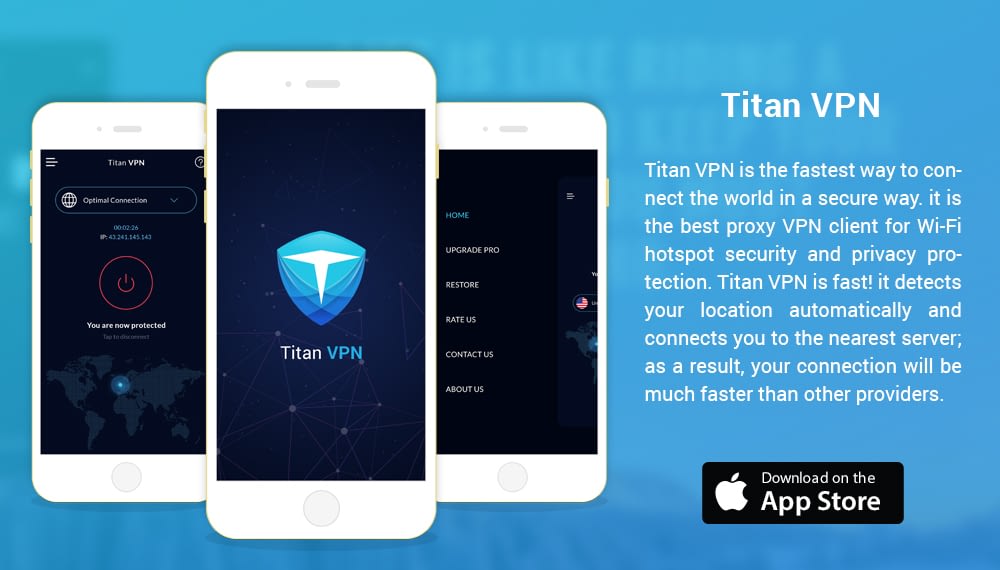 Titan VPN
Optimal Connection
00:02:26
IP: 43.241.145.143
You are now protected
Tap to disconnect
Titan VPN
HOME
UPGRADE PRO
RESTORE
RATE US
CONTACT US
ABOUT US
Titan VPN
Titan VPN is the fastest way to con-
nect the world in a secure way. it is
the best proxy VPN client for Wi-Fi
hotspot security and privacy pro-
tection. Titan VPN is fast! it detects
your location automatically and
connects you to the nearest server;
as a result, your connection will be
much faster than other providers.
Download on the
App Store